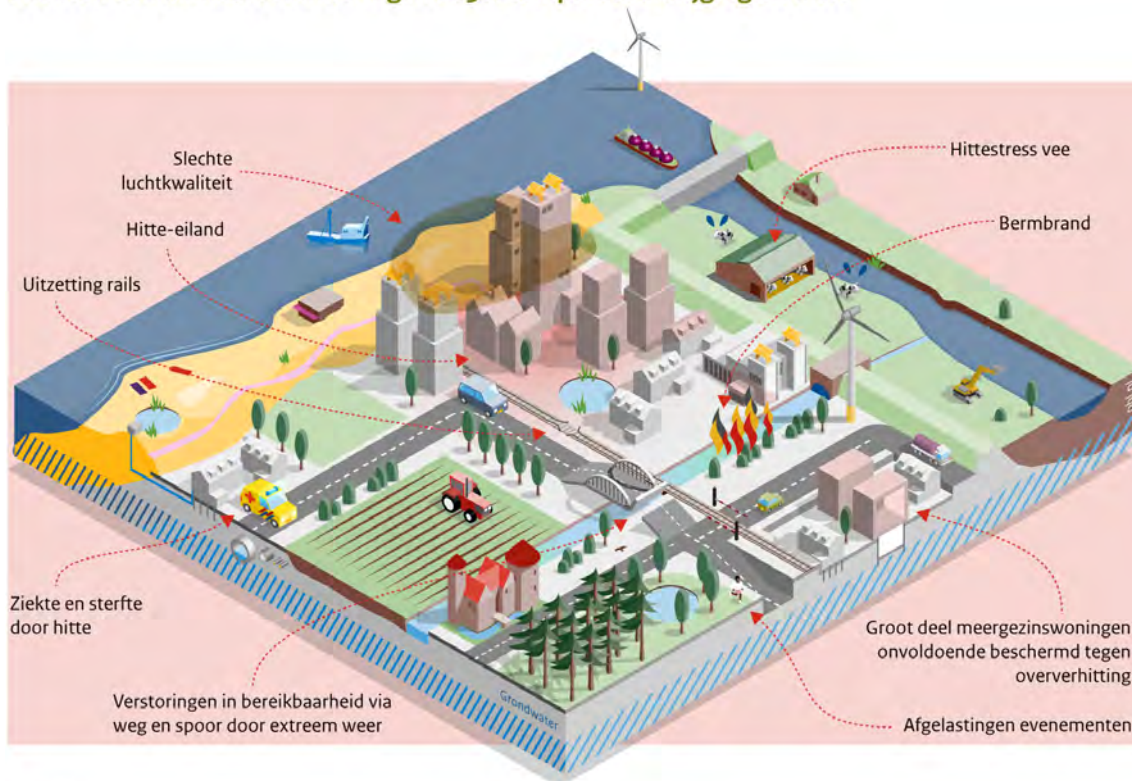 Slechte
luchtkwaliteit
Hitte-eiland
Uitzetting rails
Hittestress vee
Bermbrand
Ziekte en sterfte
door hitte
Verstoringen in bereikbaarheid via
weg en spoor door extreem weer
Grondwater
Groot deel meergezinswoningen
onvoldoende beschermd tegen
oververhitting
Afgelastingen evenementen